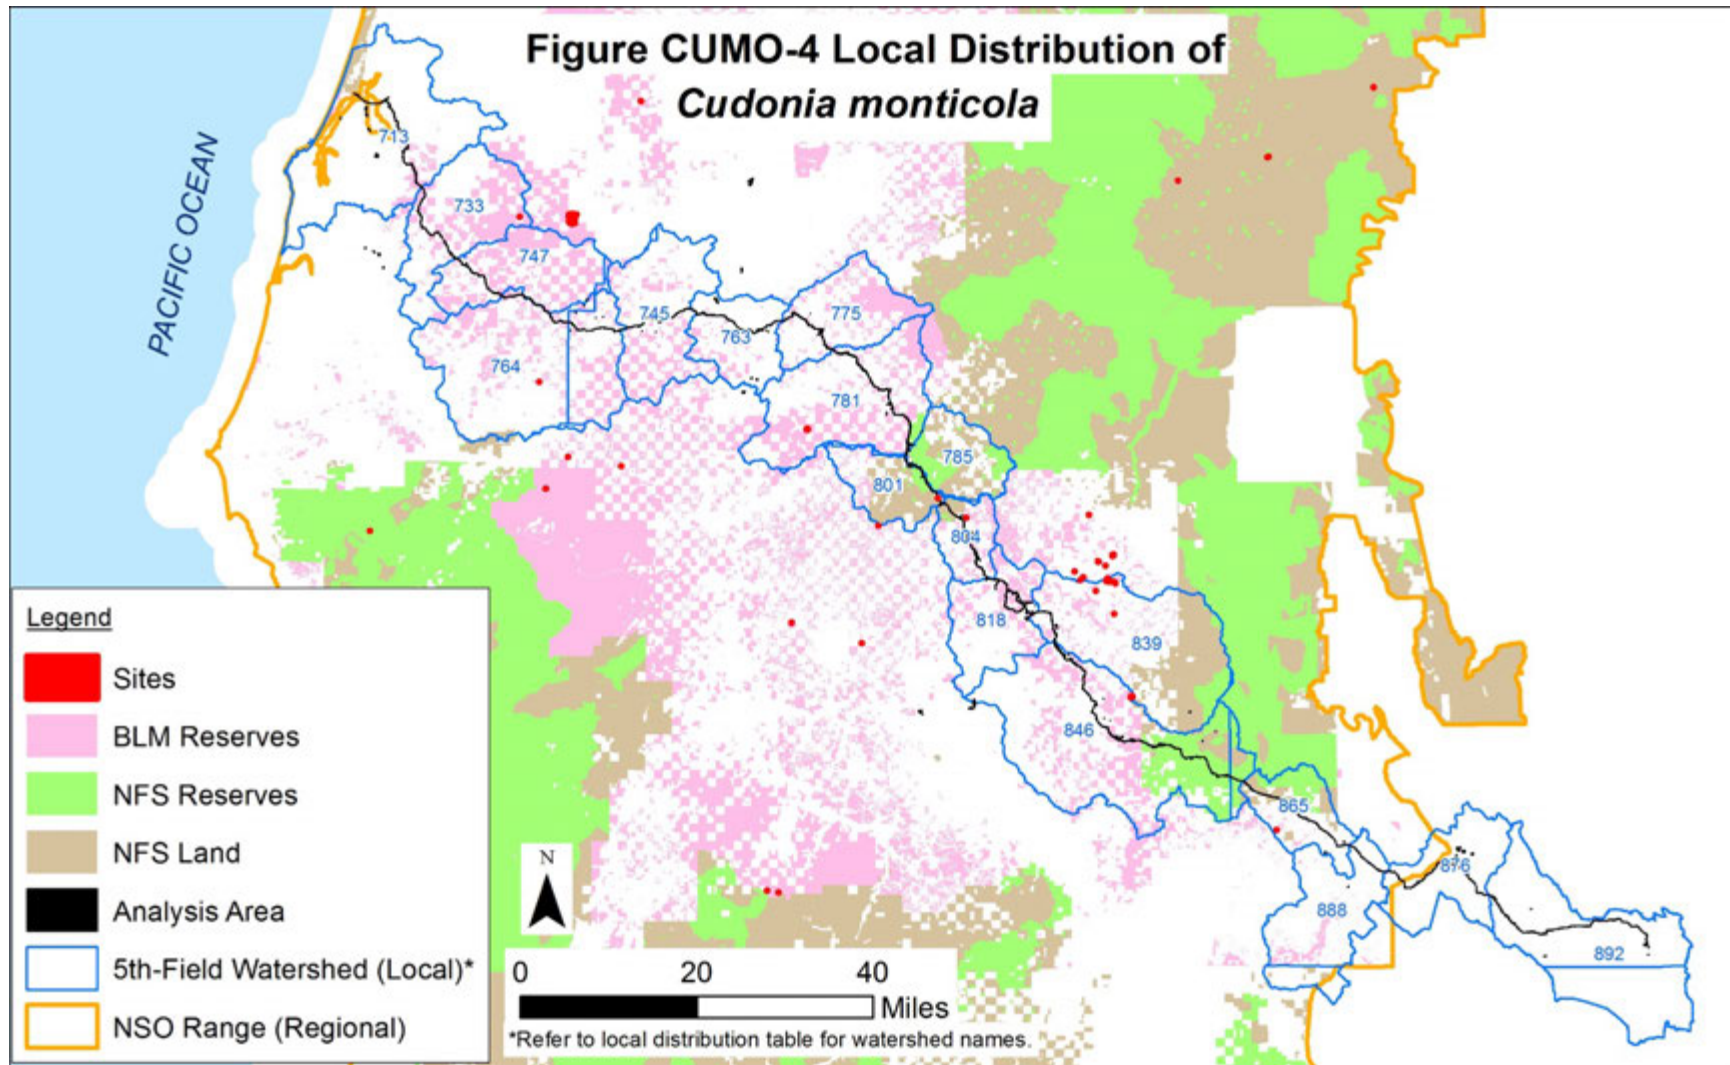 Figure CUMO-4 Local Distribution of
Cudonia monticola
PACIFIC OCEAN
713
733
747
745
775
763
764
781
785
801
804
818
839
846
865
876
888
892
Legend
Sites
BLM Reserves
NFS Reserves
NFS Land
Analysis Area
5th-Field Watershed (Local)*
NSO Range (Regional)
N
0 20 40
Miles
*Refer to local distribution table for watershed names.